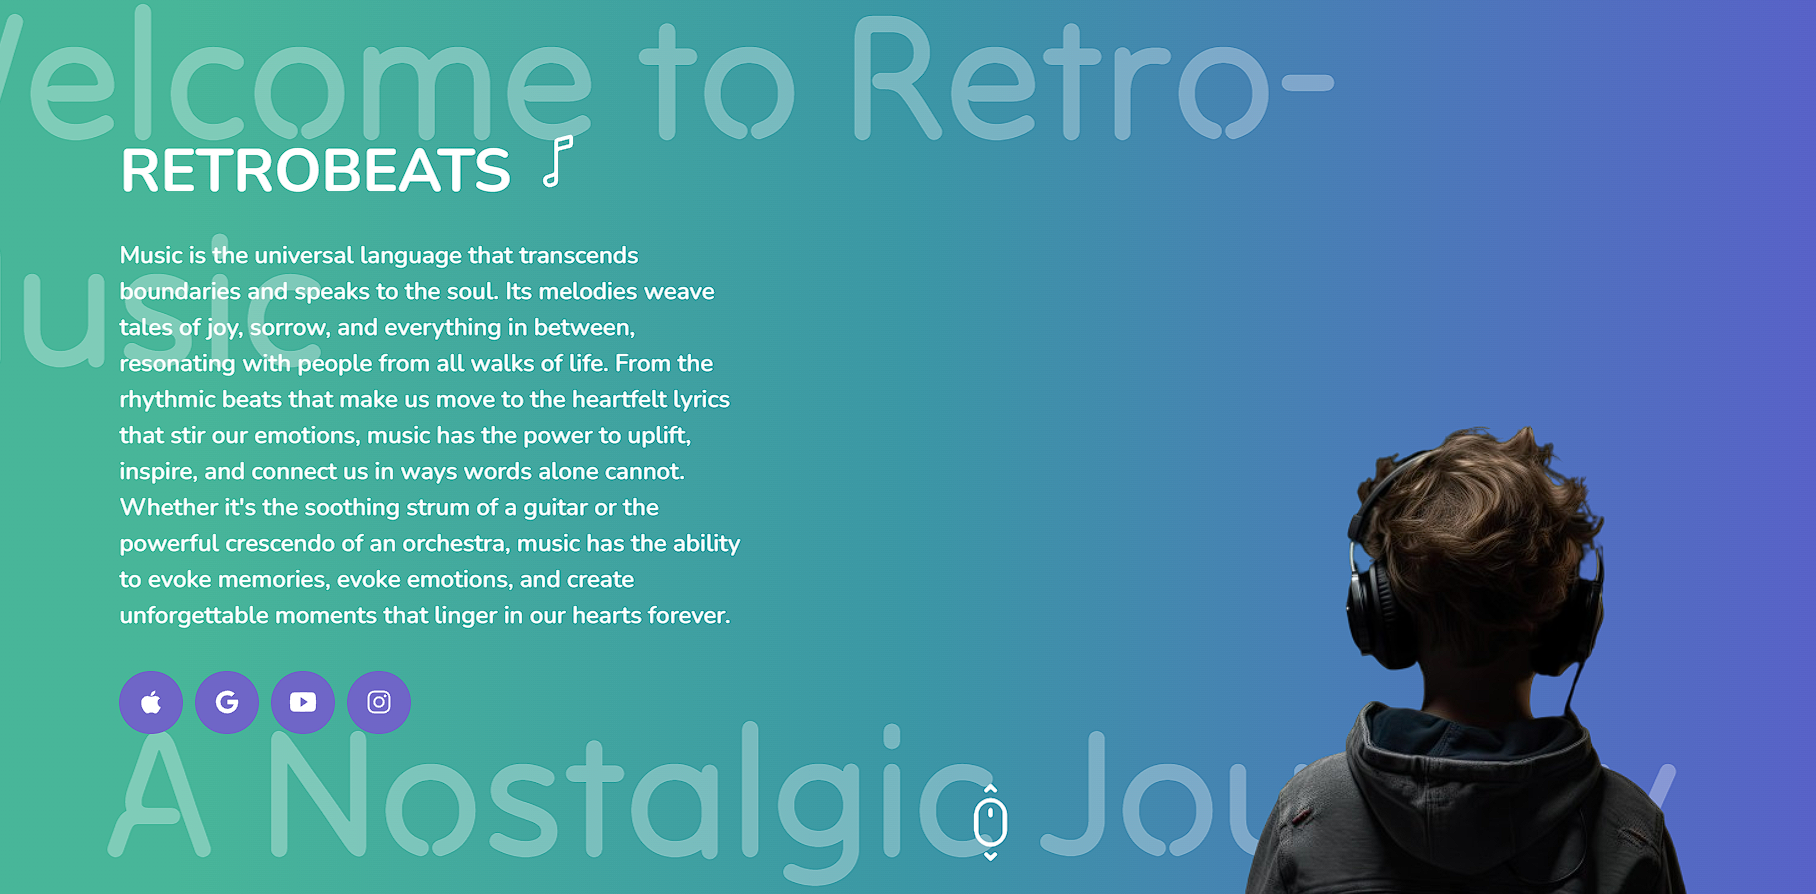 Welcome to Retro-
RETROBEATS
usic
Music is the universal language that transcends
boundaries and speaks to the soul. Its melodies weave
tales of joy, sorrow, and everything in between,
resonating with people from all walks of life. From the
rhythmic beats that make us move to the heartfelt lyrics
that stir our emotions, music has the power to uplift,
inspire, and connect us in ways words alone cannot.
Whether it's the soothing strum of a guitar or the
powerful crescendo of an orchestra, music has the ability
to evoke memories, evoke emotions, and create
unforgettable moments that linger in our hearts forever.
A Nostalgic Jou y